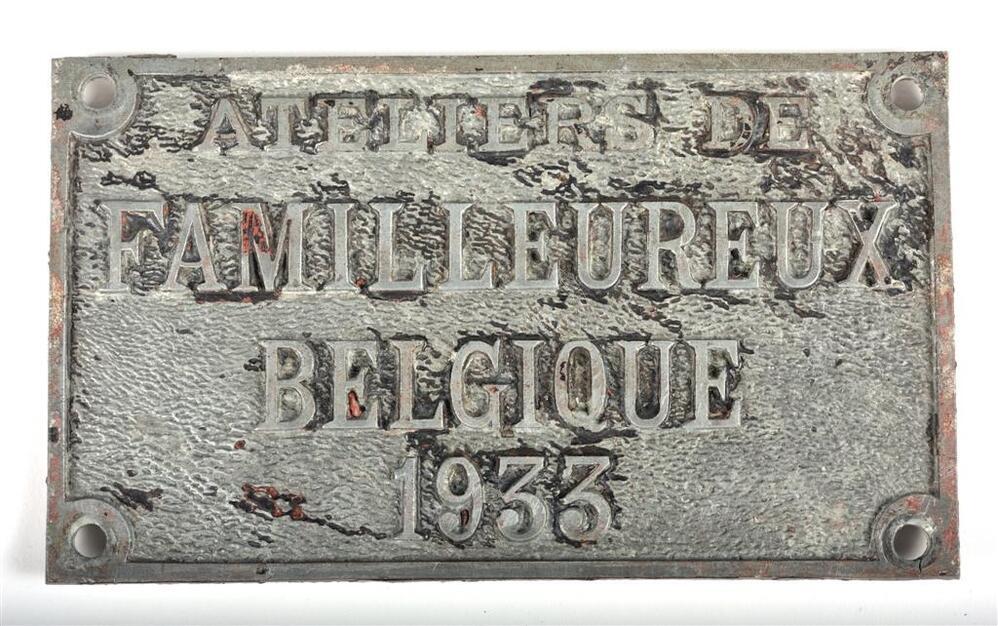 ATELIERS DE
FAMILLEUREUX
BELGIQUE
1933